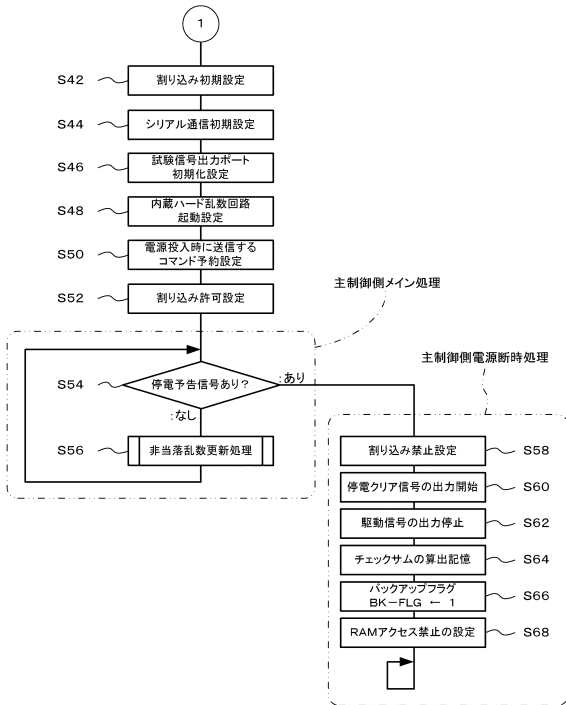 1
S42
割り込み初期設定
S44
シリアル通信初期設定
S46
試験信号出力ポート
初期化設定
S48
内蔵ハード乱数回路
起動設定
S50
電源投入時に送信する
コマンド予約設定
S52
割り込み許可設定
主制御側メイン処理
主制御側電源断時処理
S54
停電予告信号あり?
:あり
:なし
S56
非当落乱数更新処理
割り込み禁止設定
S58
停電クリア信号の出力開始
S60
駆動信号の出力停止
S62
チェックサムの算出記憶
S64
バックアップフラグ
BK-FLG ← 1
S66
RAMアクセス禁止の設定
S68